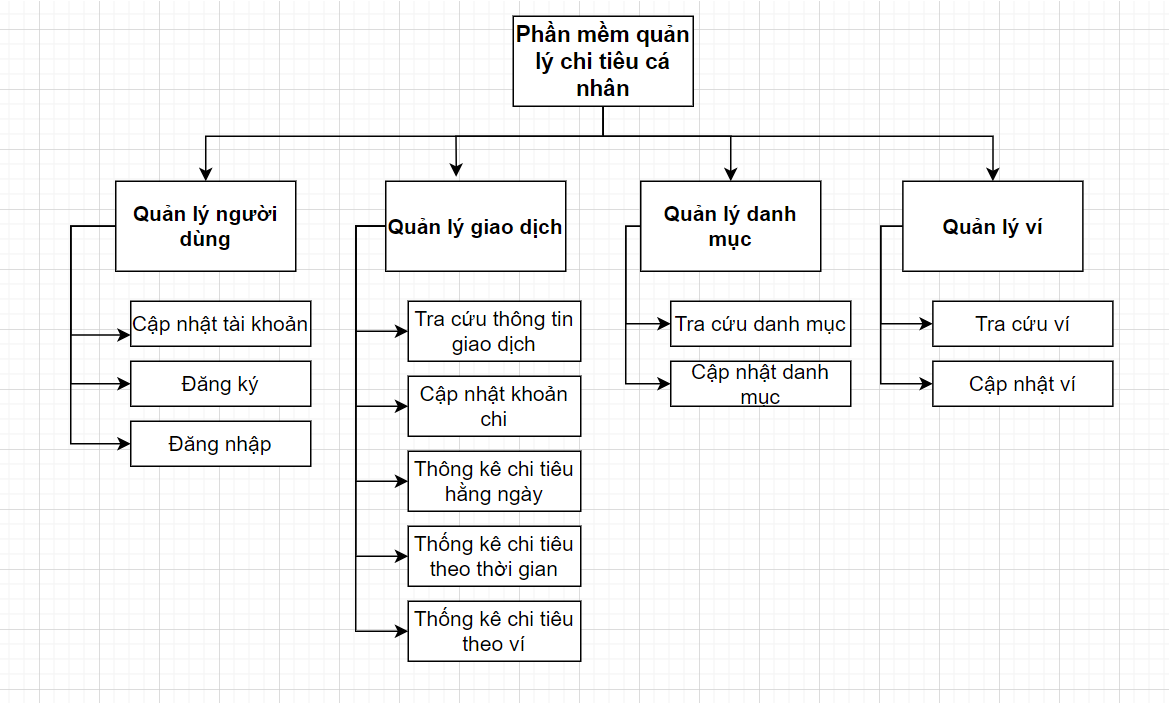 Phần mềm quản
lý chi tiêu cá
nhân
Quản lý người
dùng
Quản lý giao dịch
Quản lý danh
mục
Quản lý ví
Cập nhật tài khoản
Đăng ký
Đăng nhập
Tra cứu thông tin
giao dịch
Cập nhật khoản
chi
Thông kê chi tiêu
hằng ngày
Thống kê chi tiêu
theo thời gian
Thống kê chi tiêu
theo ví
Tra cứu danh mục
Cập nhật danh
mục
Tra cứu ví
Cập nhật ví